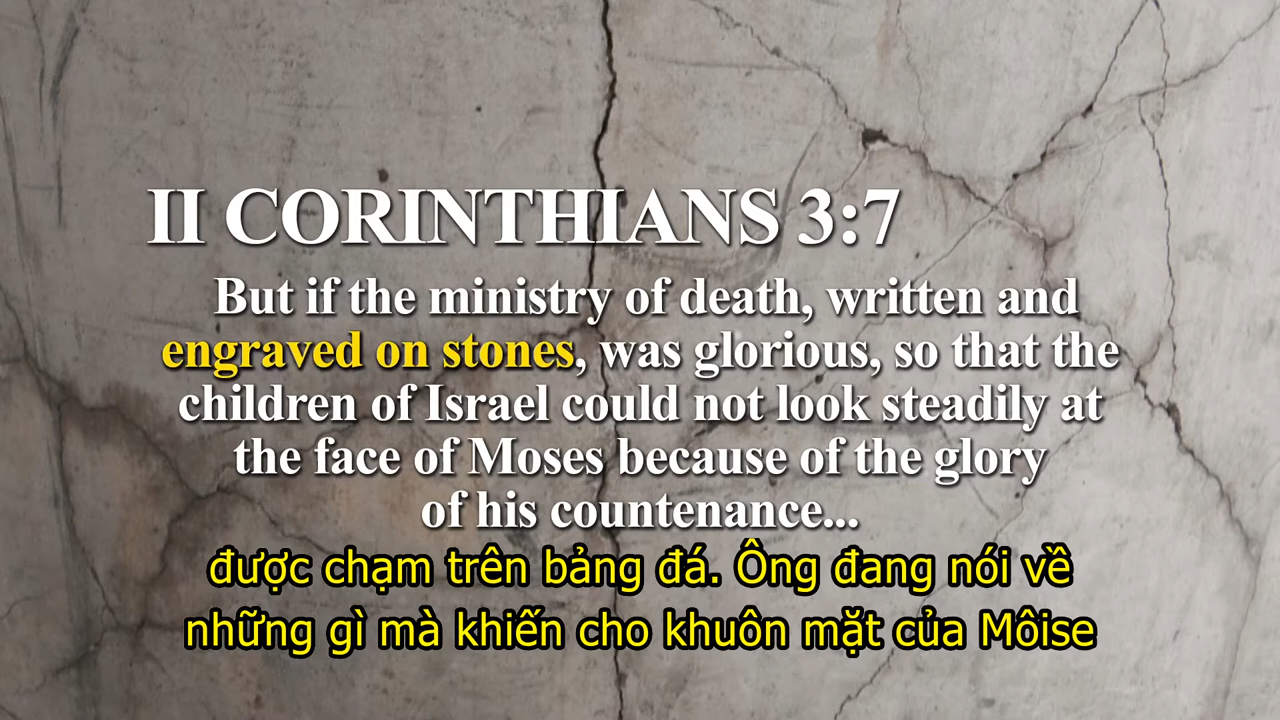 II CORINTHIANS 3:7
But if the ministry of death, written and
engraved on stones, was glorious, so that the
children of Israel could not look steadily at
the face of Moses because of the glory
of his countenance...
được chạm trên bảng đá. Ông đang nói về
những gì mà khiến cho khuôn mặt của Môise